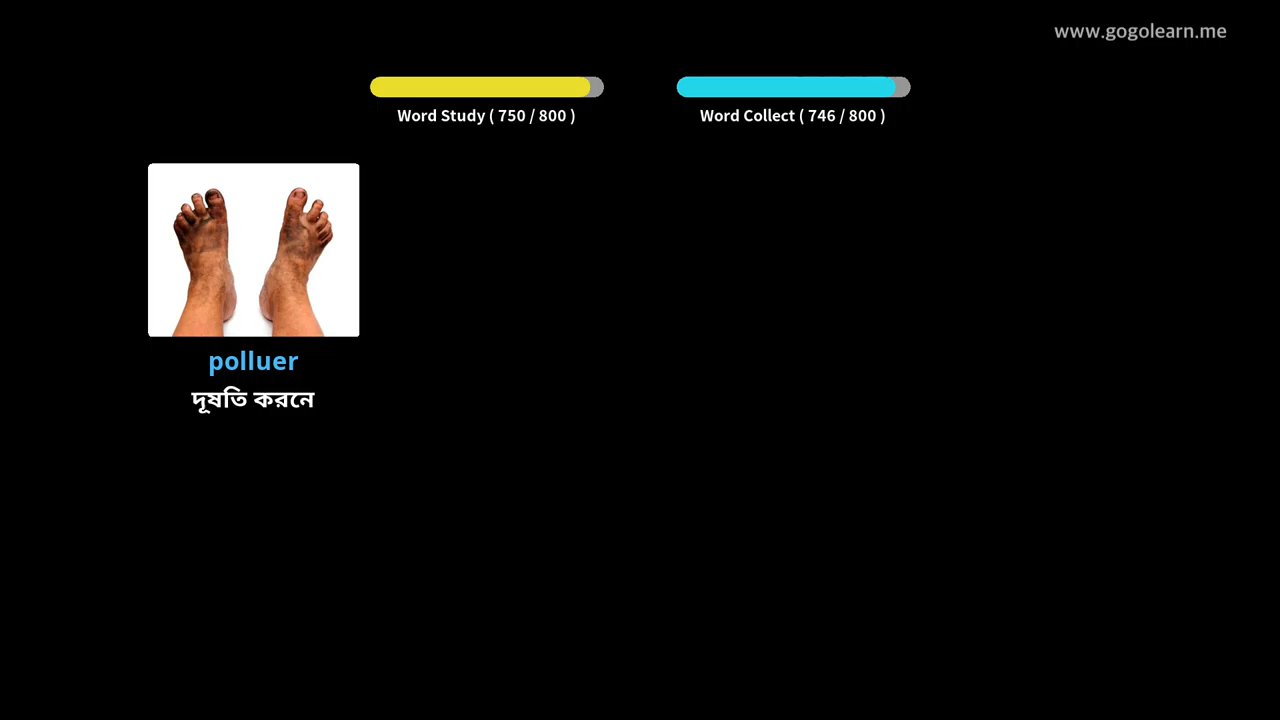 www.gogolearn.me
Word Study ( 750 / 800 )
Word Collect ( 746 / 800 )
polluer
দূষতি করনে